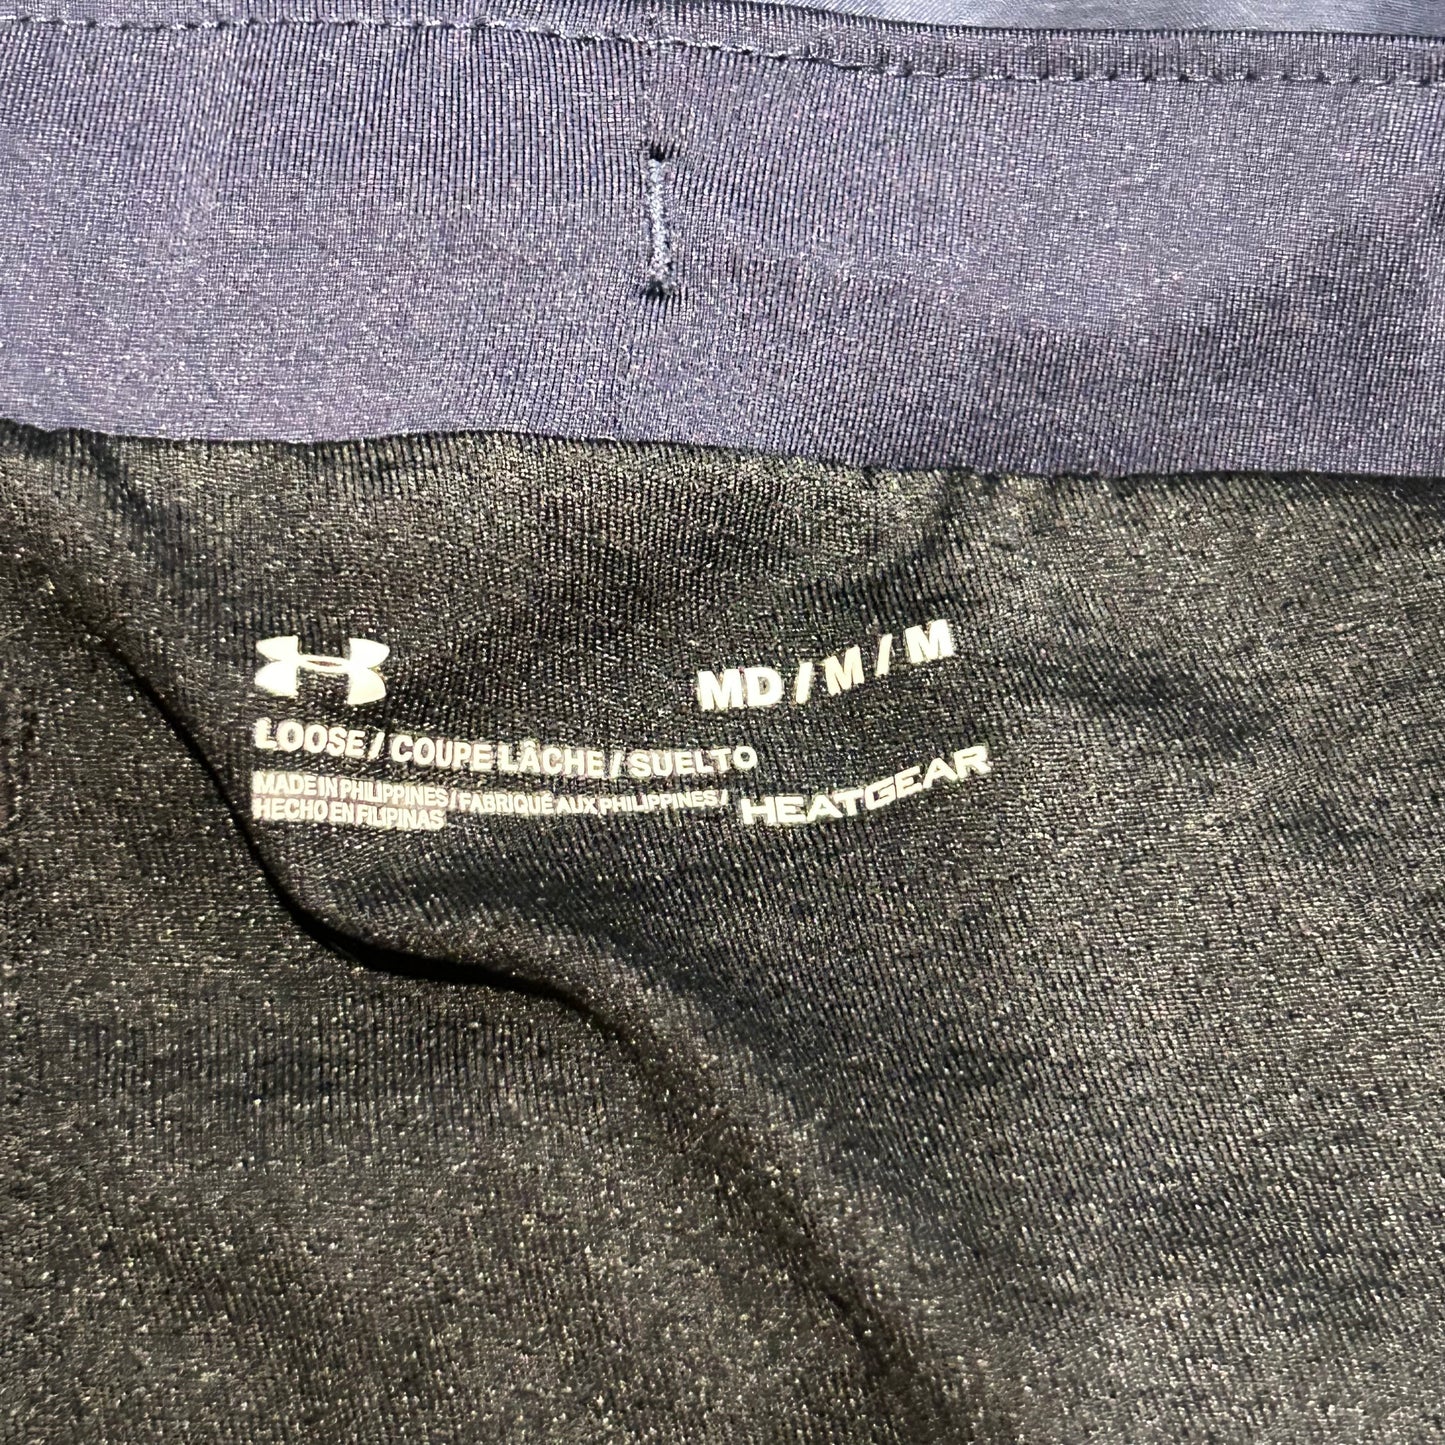 MD / M / M
LOOSE / COUPE LÂCHE / SUELTO
MADE IN PHILIPPINES / FABRIQUÉ AUX PHILIPPINES /
HECHO EN FILIPINAS
HEATGEAR